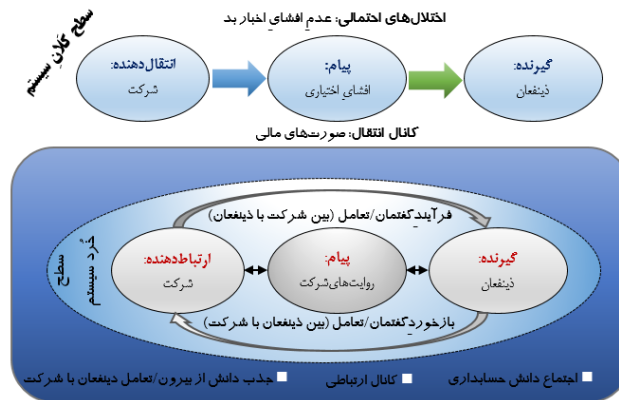 سطح کلانِ سیستم
اختلال‌های احتمالی: عدمِ افشایِ اخبار بد
گیرنده:
ذینفعان
پیام:
افشایِ اختیاری
انتقال‌دهنده:
شرکت
کانال انتقال: صورت‌های مالی
سطح
خُرد سیستم
فرآیندِگفتمان/تعامل (بین شرکت با ذینفعان)
گیرنده:
ذینفعان
پیام:
روایت‌های‌شرکت
ارتباط‌دهنده:
شرکت
بازخوردِگفتمان/تعامل (بین ذینفعان با شرکت)
اجتماع دانش حسابداری
کانال ارتباطی
جذب دانش از بیرون/تعامل ذینفعان با شرکت